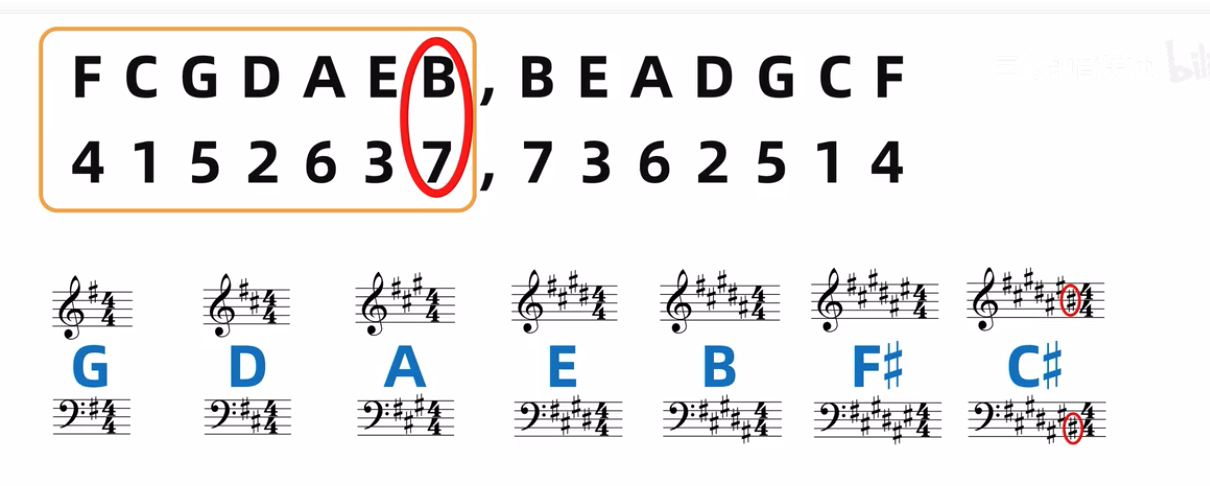 F C G D A E B , B E A D G C F
4 1 5 2 6 3 7 , 7 3 6 2 5 1 4
G D A E B F♯ C♯